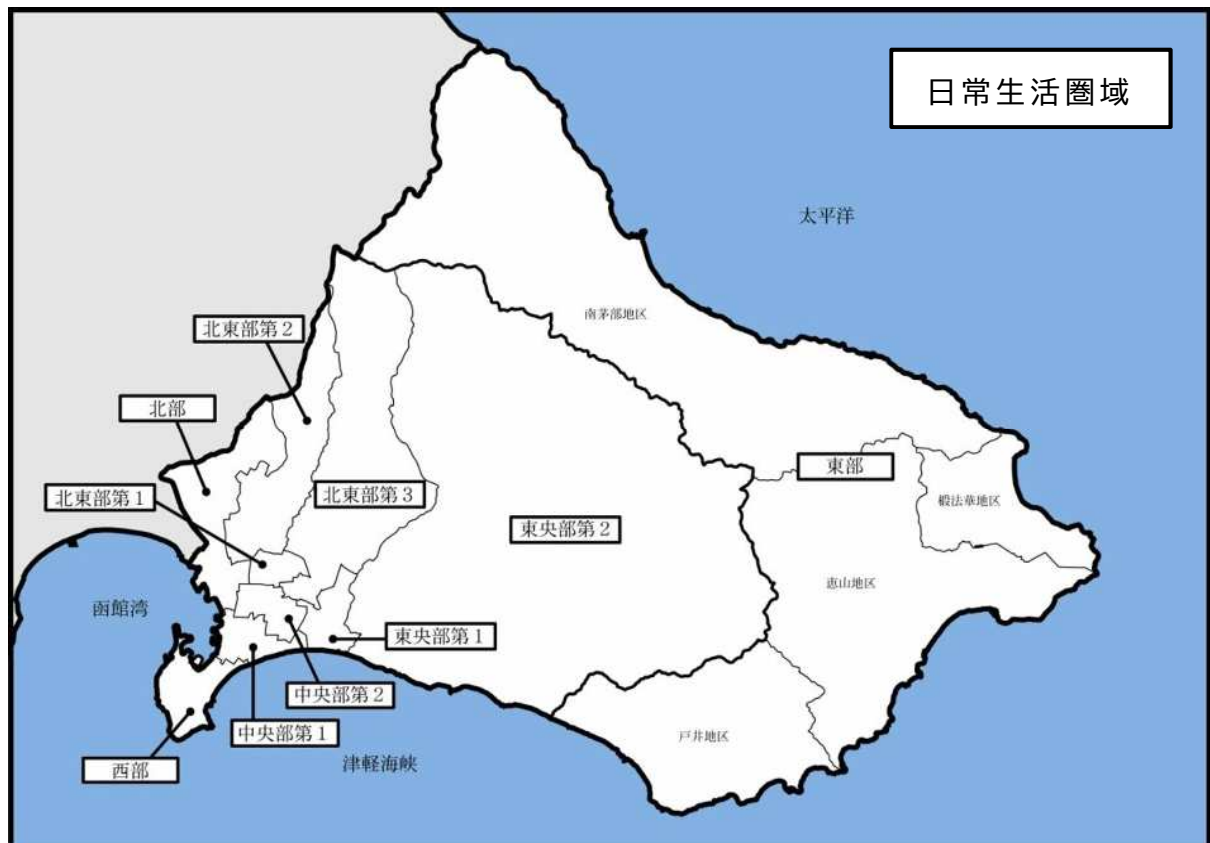 日常生活圏域
太平洋
南茅部地区
北東部第２
北部
東部
北東部第１
北東部第３
椴法華地区
東央部第２
恵山地区
函館湾
東央部第１
中央部第２
中央部第１
戸井地区
津軽海峡
西部